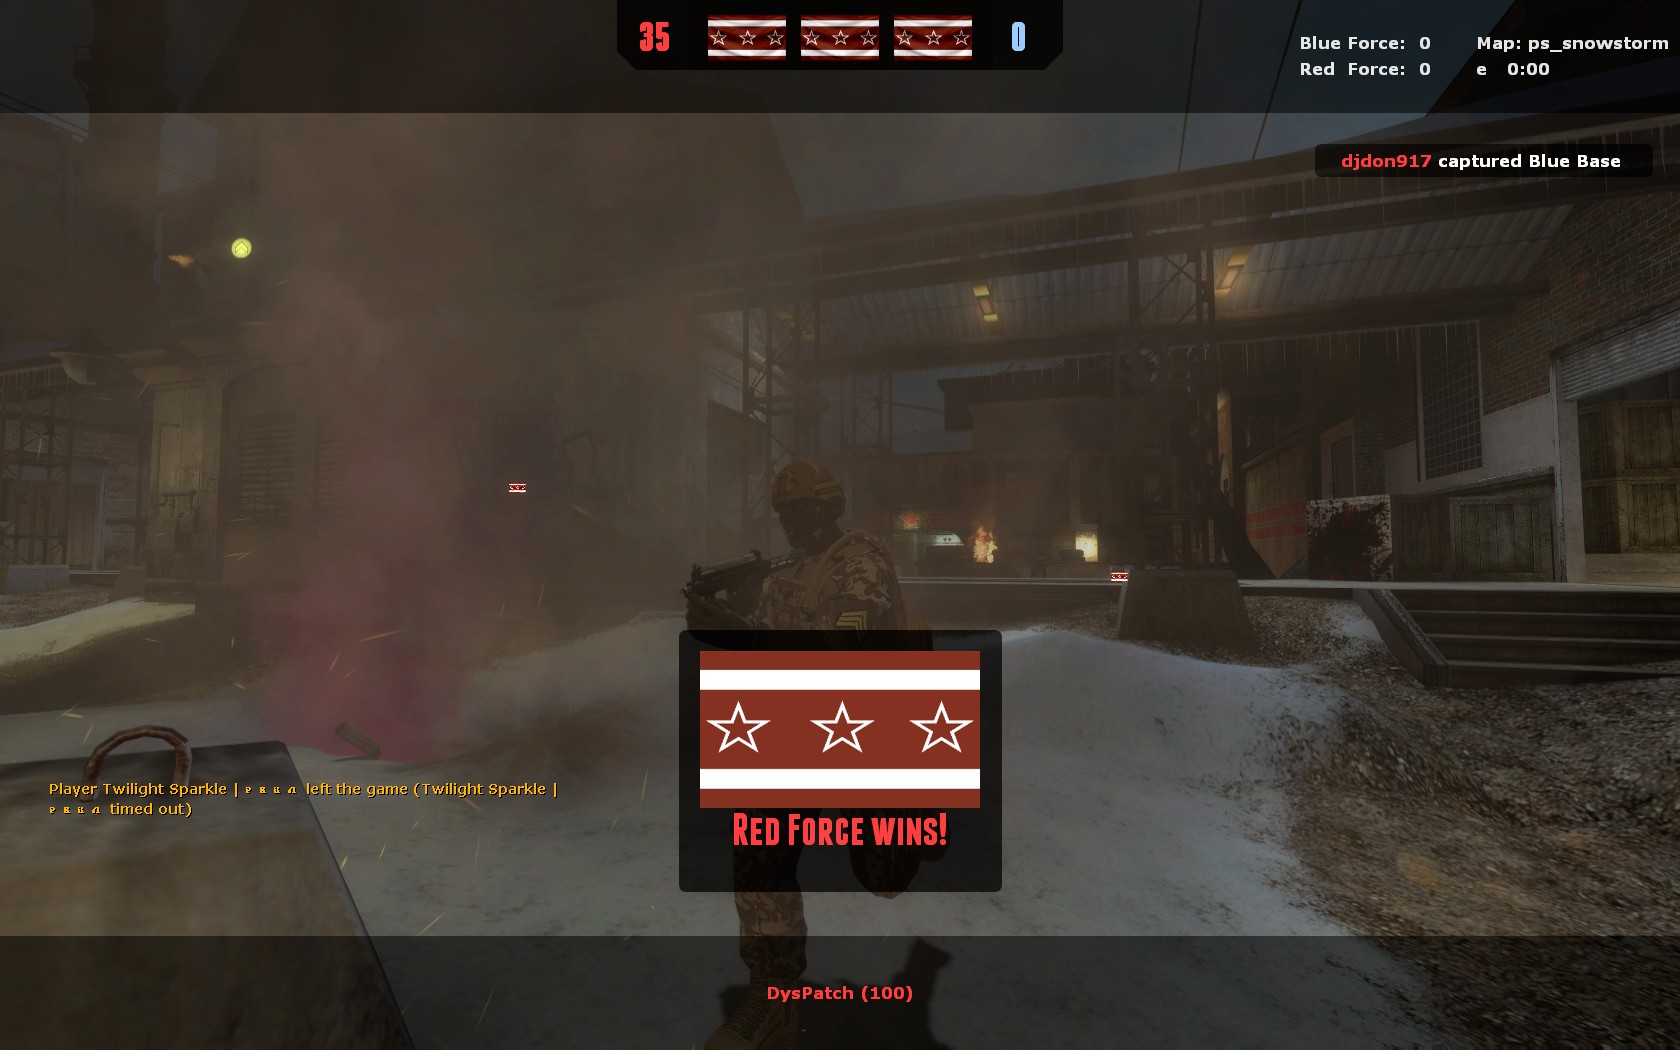 35
0
Blue Force: 0
Map: ps_snowstorm
Red Force: 0
e 0:00
djdon917 captured Blue Base
Player Twilight Sparkle | left the game (Twilight Sparkle |
timed out)
Red Force wins!
DysPatch (100)